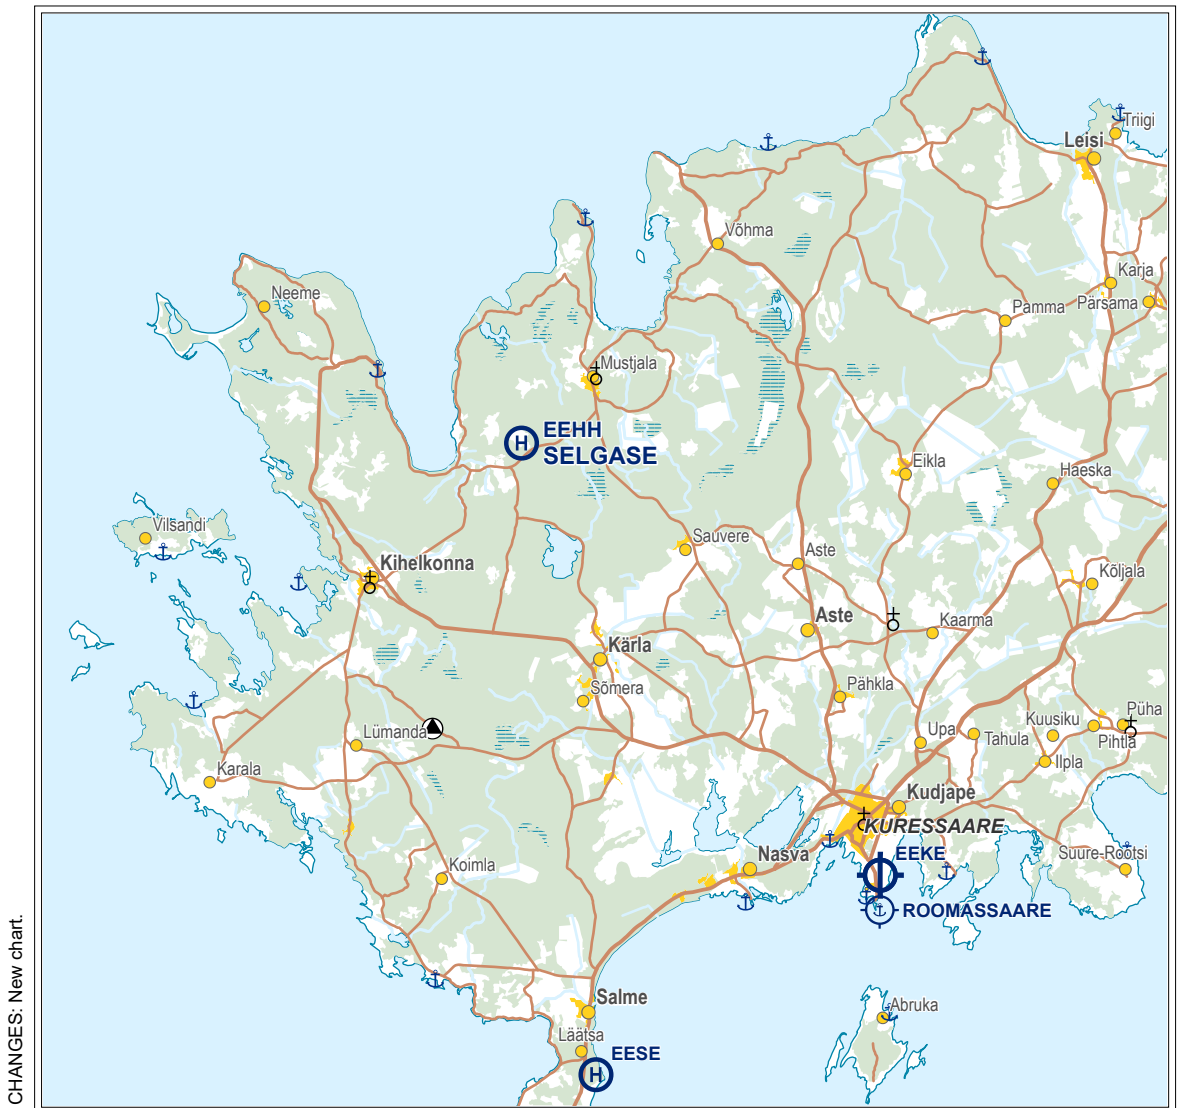 Triigi
Leisi
Võhma
Karja
Neeme
Pärsama
Pamma
Mustjala
EEHH
H
SELGASE
Eikla
Haeska
Vilsandi
Sauvere
Aste
Kihelkonna
Kõljala
Aste
Kaarma
Kärla
Sõmera
Pähkla
Püha
Kuusiku
Lümanda
Upa
Tahula
Pihtla
Ilpla
Karala
Kudjape
KURESSAARE
Nasva
EEKE
Suure-Rootsi
Koimla
ROOMASSAARE
Salme
Abruka
Läätsa
EESE
H
CHANGES: New chart.